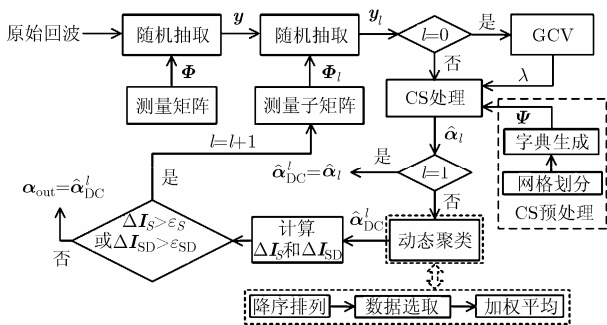 原始回波
随机抽取
y
随机抽取
y_l
l=0
是
GCV
Φ
Φ_l
否
λ
测量矩阵
测量子矩阵
CS处理
Ψ
字典生成
网格划分
CS预处理
l=l+1
α̂_l
是
α̂_DC^l=α̂_l
l=1
否
α_out=α̂_DC^l
是
ΔI_S>ε_S
或ΔI_SD>ε_SD
否
计算
ΔI_S和ΔI_SD
α̂_DC^l
动态聚类
降序排列
数据选取
加权平均